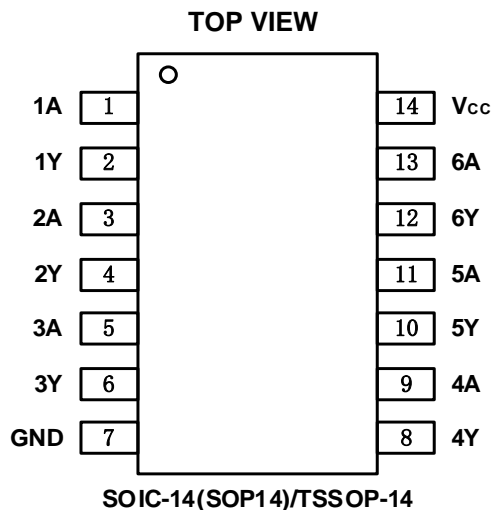 TOP VIEW
1A 1 14 Vcc
1Y 2 13 6A
2A 3 12 6Y
2Y 4 11 5A
3A 5 10 5Y
3Y 6 9 4A
GND 7 8 4Y
SOIC-14(SOP14)/TSSOP-14